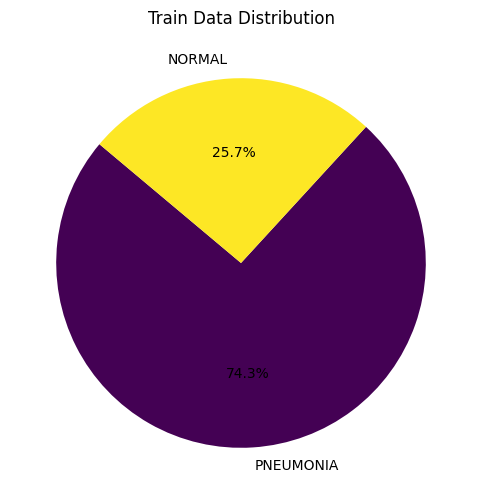 Train Data Distribution
NORMAL
25.7%
74.3%
PNEUMONIA